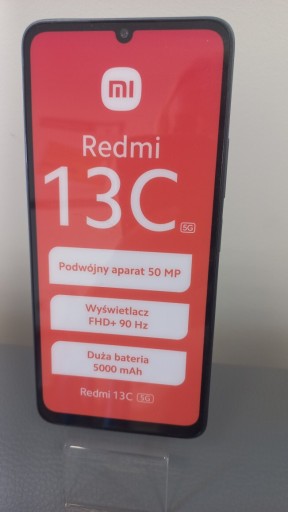 mi
Redmi
13C 5G
Podwójny aparat 50 MP
Wyświetlacz
FHD+ 90 Hz
Duża bateria
5000 mAh
Redmi 13C 5G